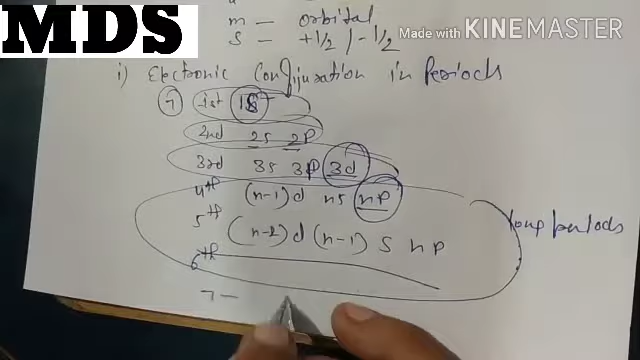 MDS
m – orbital
Made with KINEMASTER
s = +1/2 / -1/2
i) Electronic Configuration in Periods
7 1st 1S
2nd 2s 2P
3rd 3s 3p 3d
4th (n-1)d ns np
5th (n-2)d (n-1) S np
long periods
6th
7 –